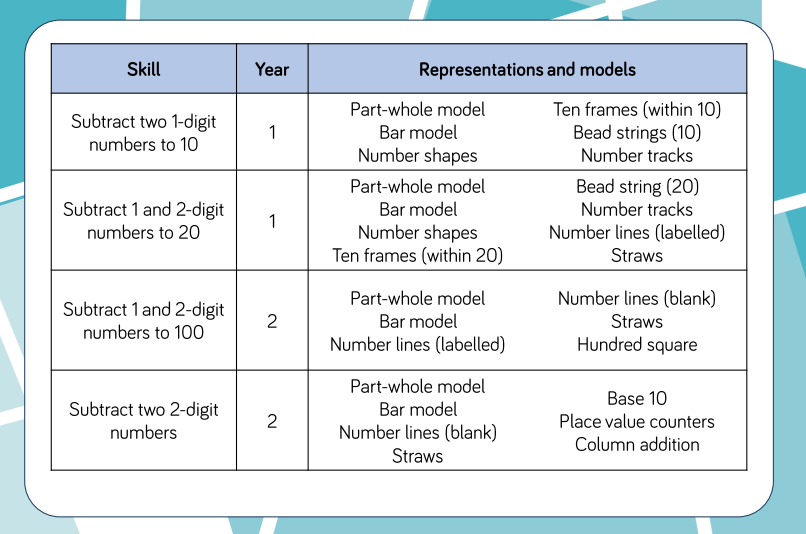 Skill Year Representations and models
Subtract two 1-digit
numbers to 10
1
Part-whole model
Bar model
Number shapes
Ten frames (within 10)
Bead strings (10)
Number tracks
Subtract 1 and 2-digit
numbers to 20
1
Part-whole model
Bar model
Number shapes
Ten frames (within 20)
Bead string (20)
Number tracks
Number lines (labelled)
Straws
Subtract 1 and 2-digit
numbers to 100
2
Part-whole model
Bar model
Number lines (labelled)
Number lines (blank)
Straws
Hundred square
Subtract two 2-digit
numbers
2
Part-whole model
Bar model
Number lines (blank)
Straws
Base 10
Place value counters
Column addition